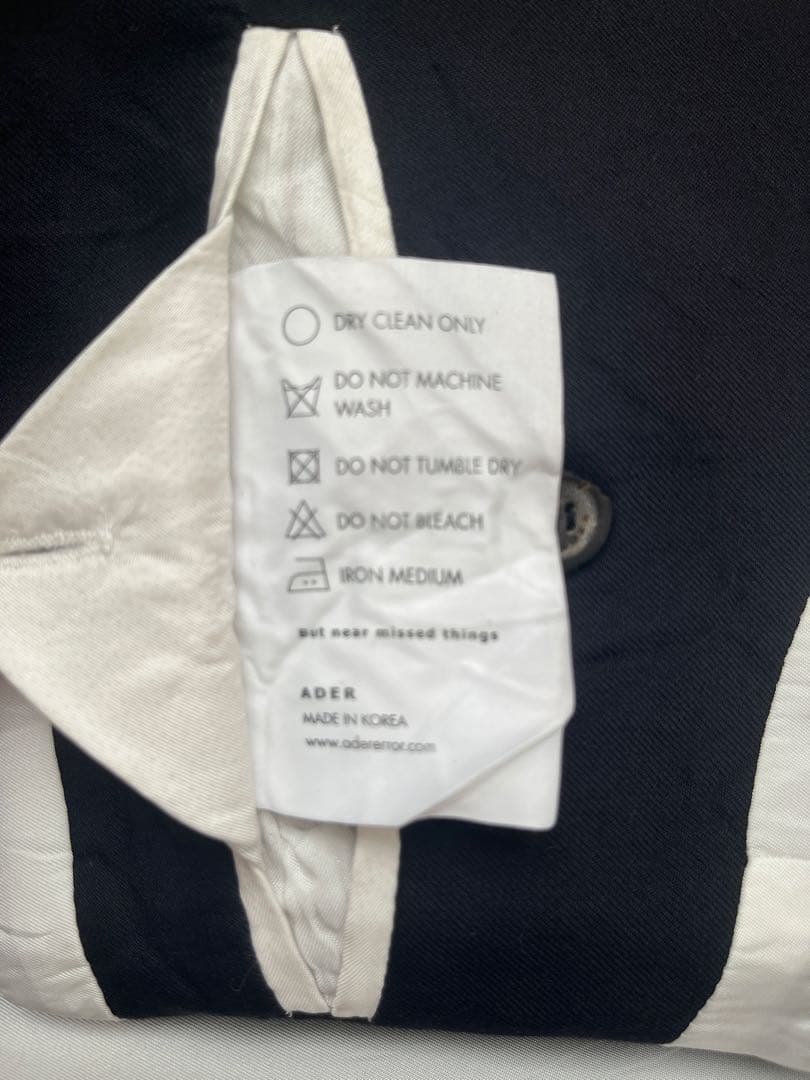 DRY CLEAN ONLY
DO NOT MACHINE
WASH
DO NOT TUMBLE DRY
DO NOT BLEACH
IRON MEDIUM
but near missed things
ADER
MADE IN KOREA
www.adererror.com